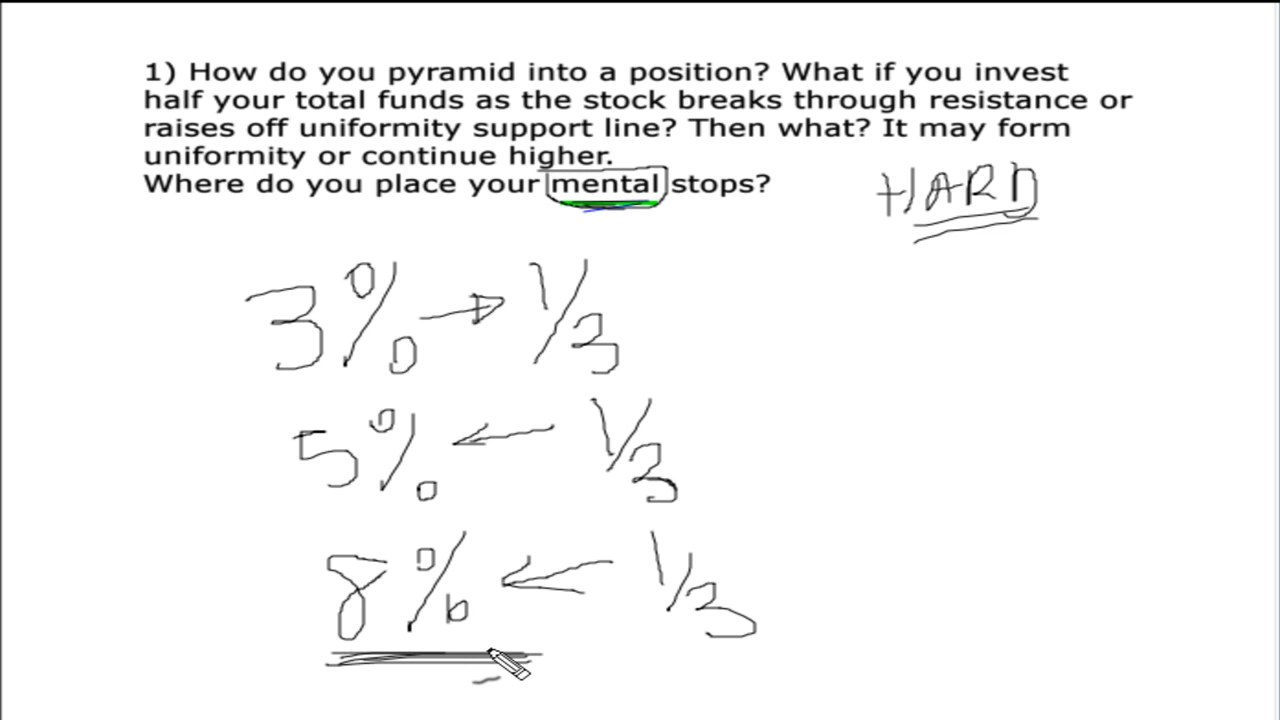 1) How do you pyramid into a position? What if you invest
half your total funds as the stock breaks through resistance or
raises off uniformity support line? Then what? It may form
uniformity or continue higher.
Where do you place your mental stops?
HARD
3% → 1/3
5% ← 1/3
8% ← 1/3